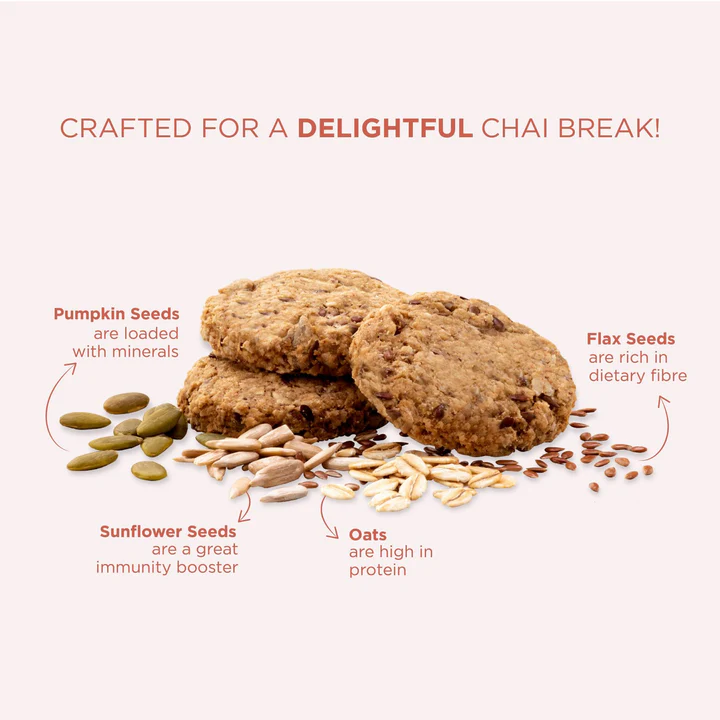 CRAFTED FOR A DELIGHTFUL CHAI BREAK!
Pumpkin Seeds
are loaded
with minerals
Flax Seeds
are rich in
dietary fibre
Sunflower Seeds
are a great
immunity booster
Oats
are high in
protein